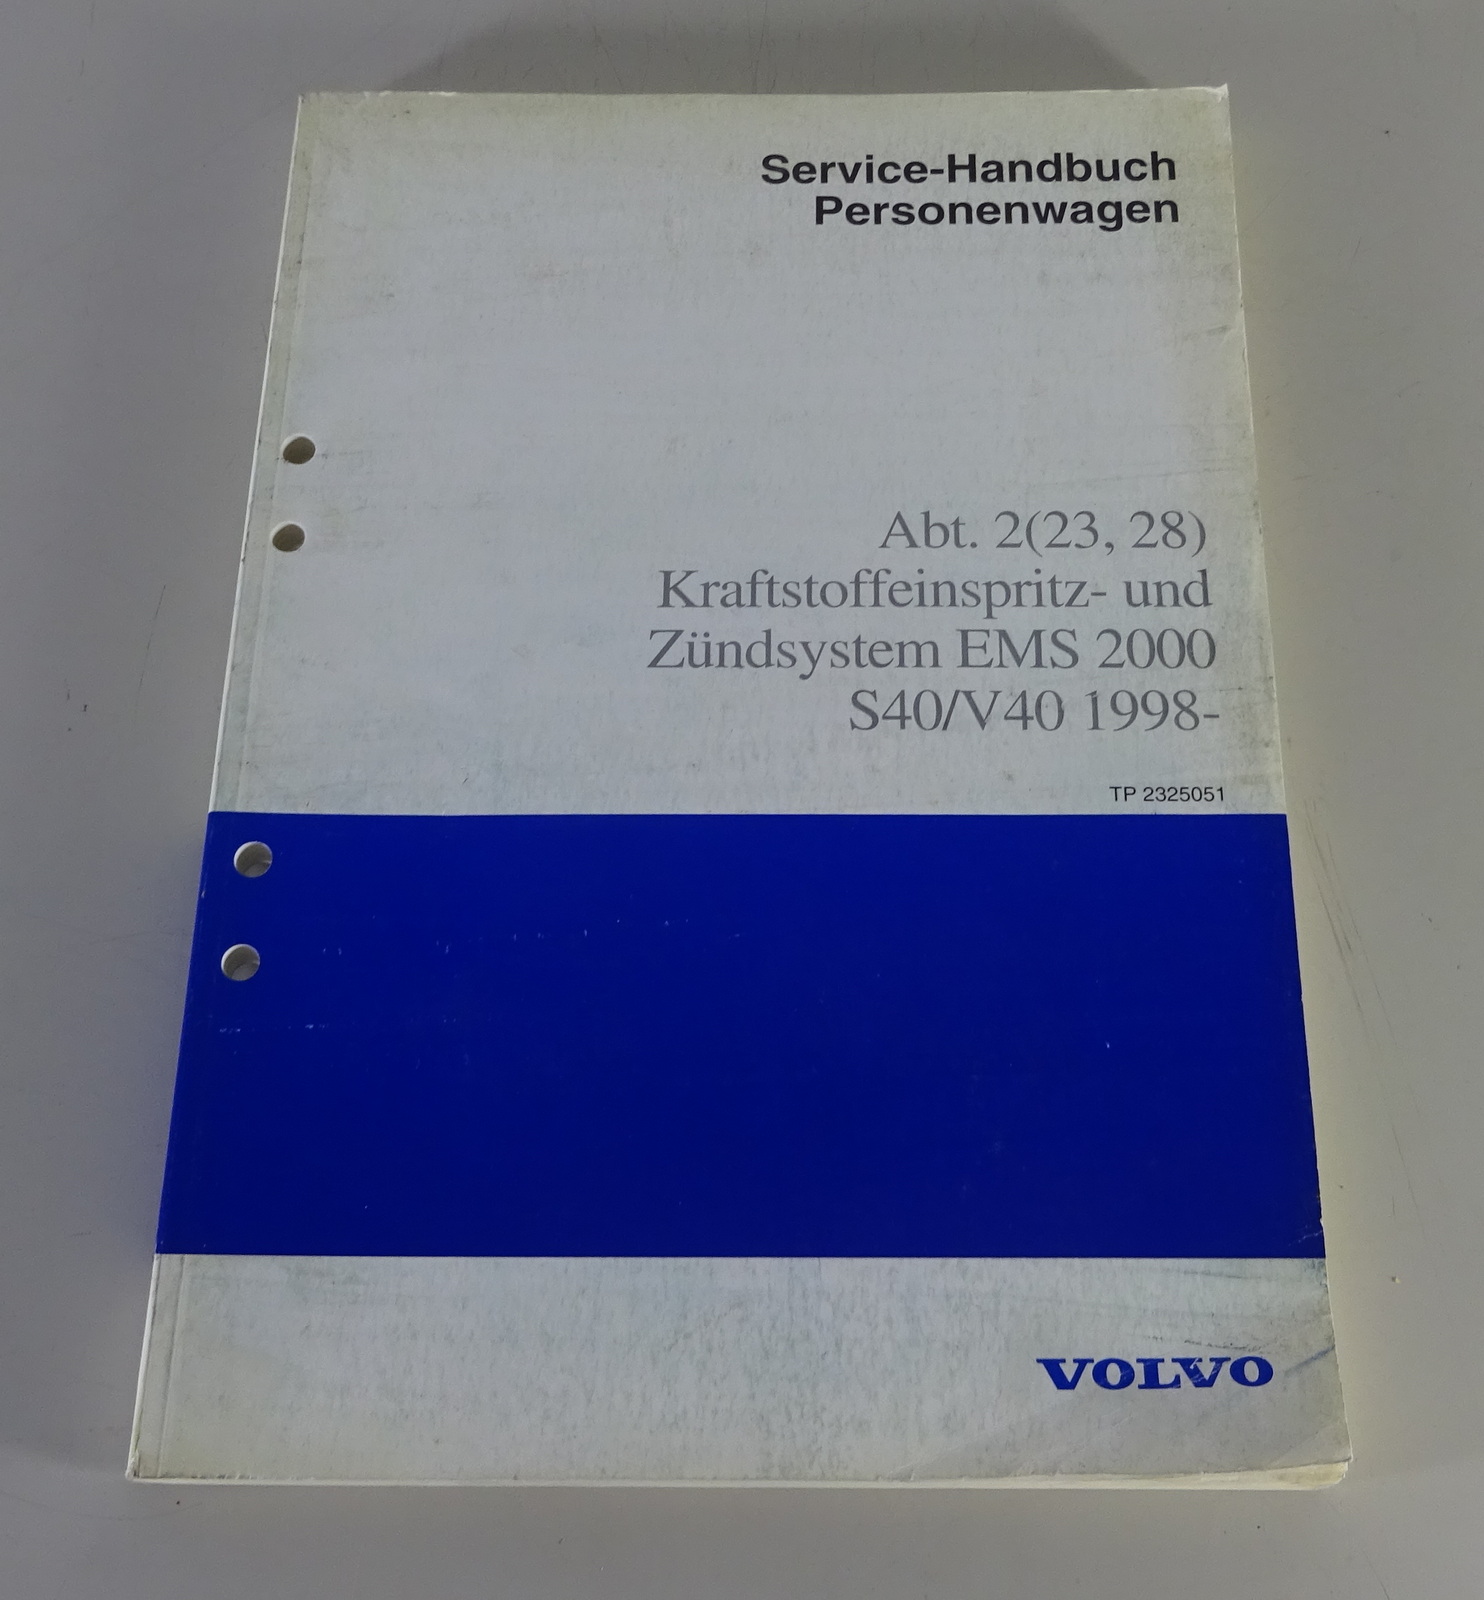 Service-Handbuch
Personenwagen
Abt. 2(23, 28)
Kraftstoffeinspritz- und
Zündsystem EMS 2000
S40/V40 1998-
TP 2325051
VOLVO